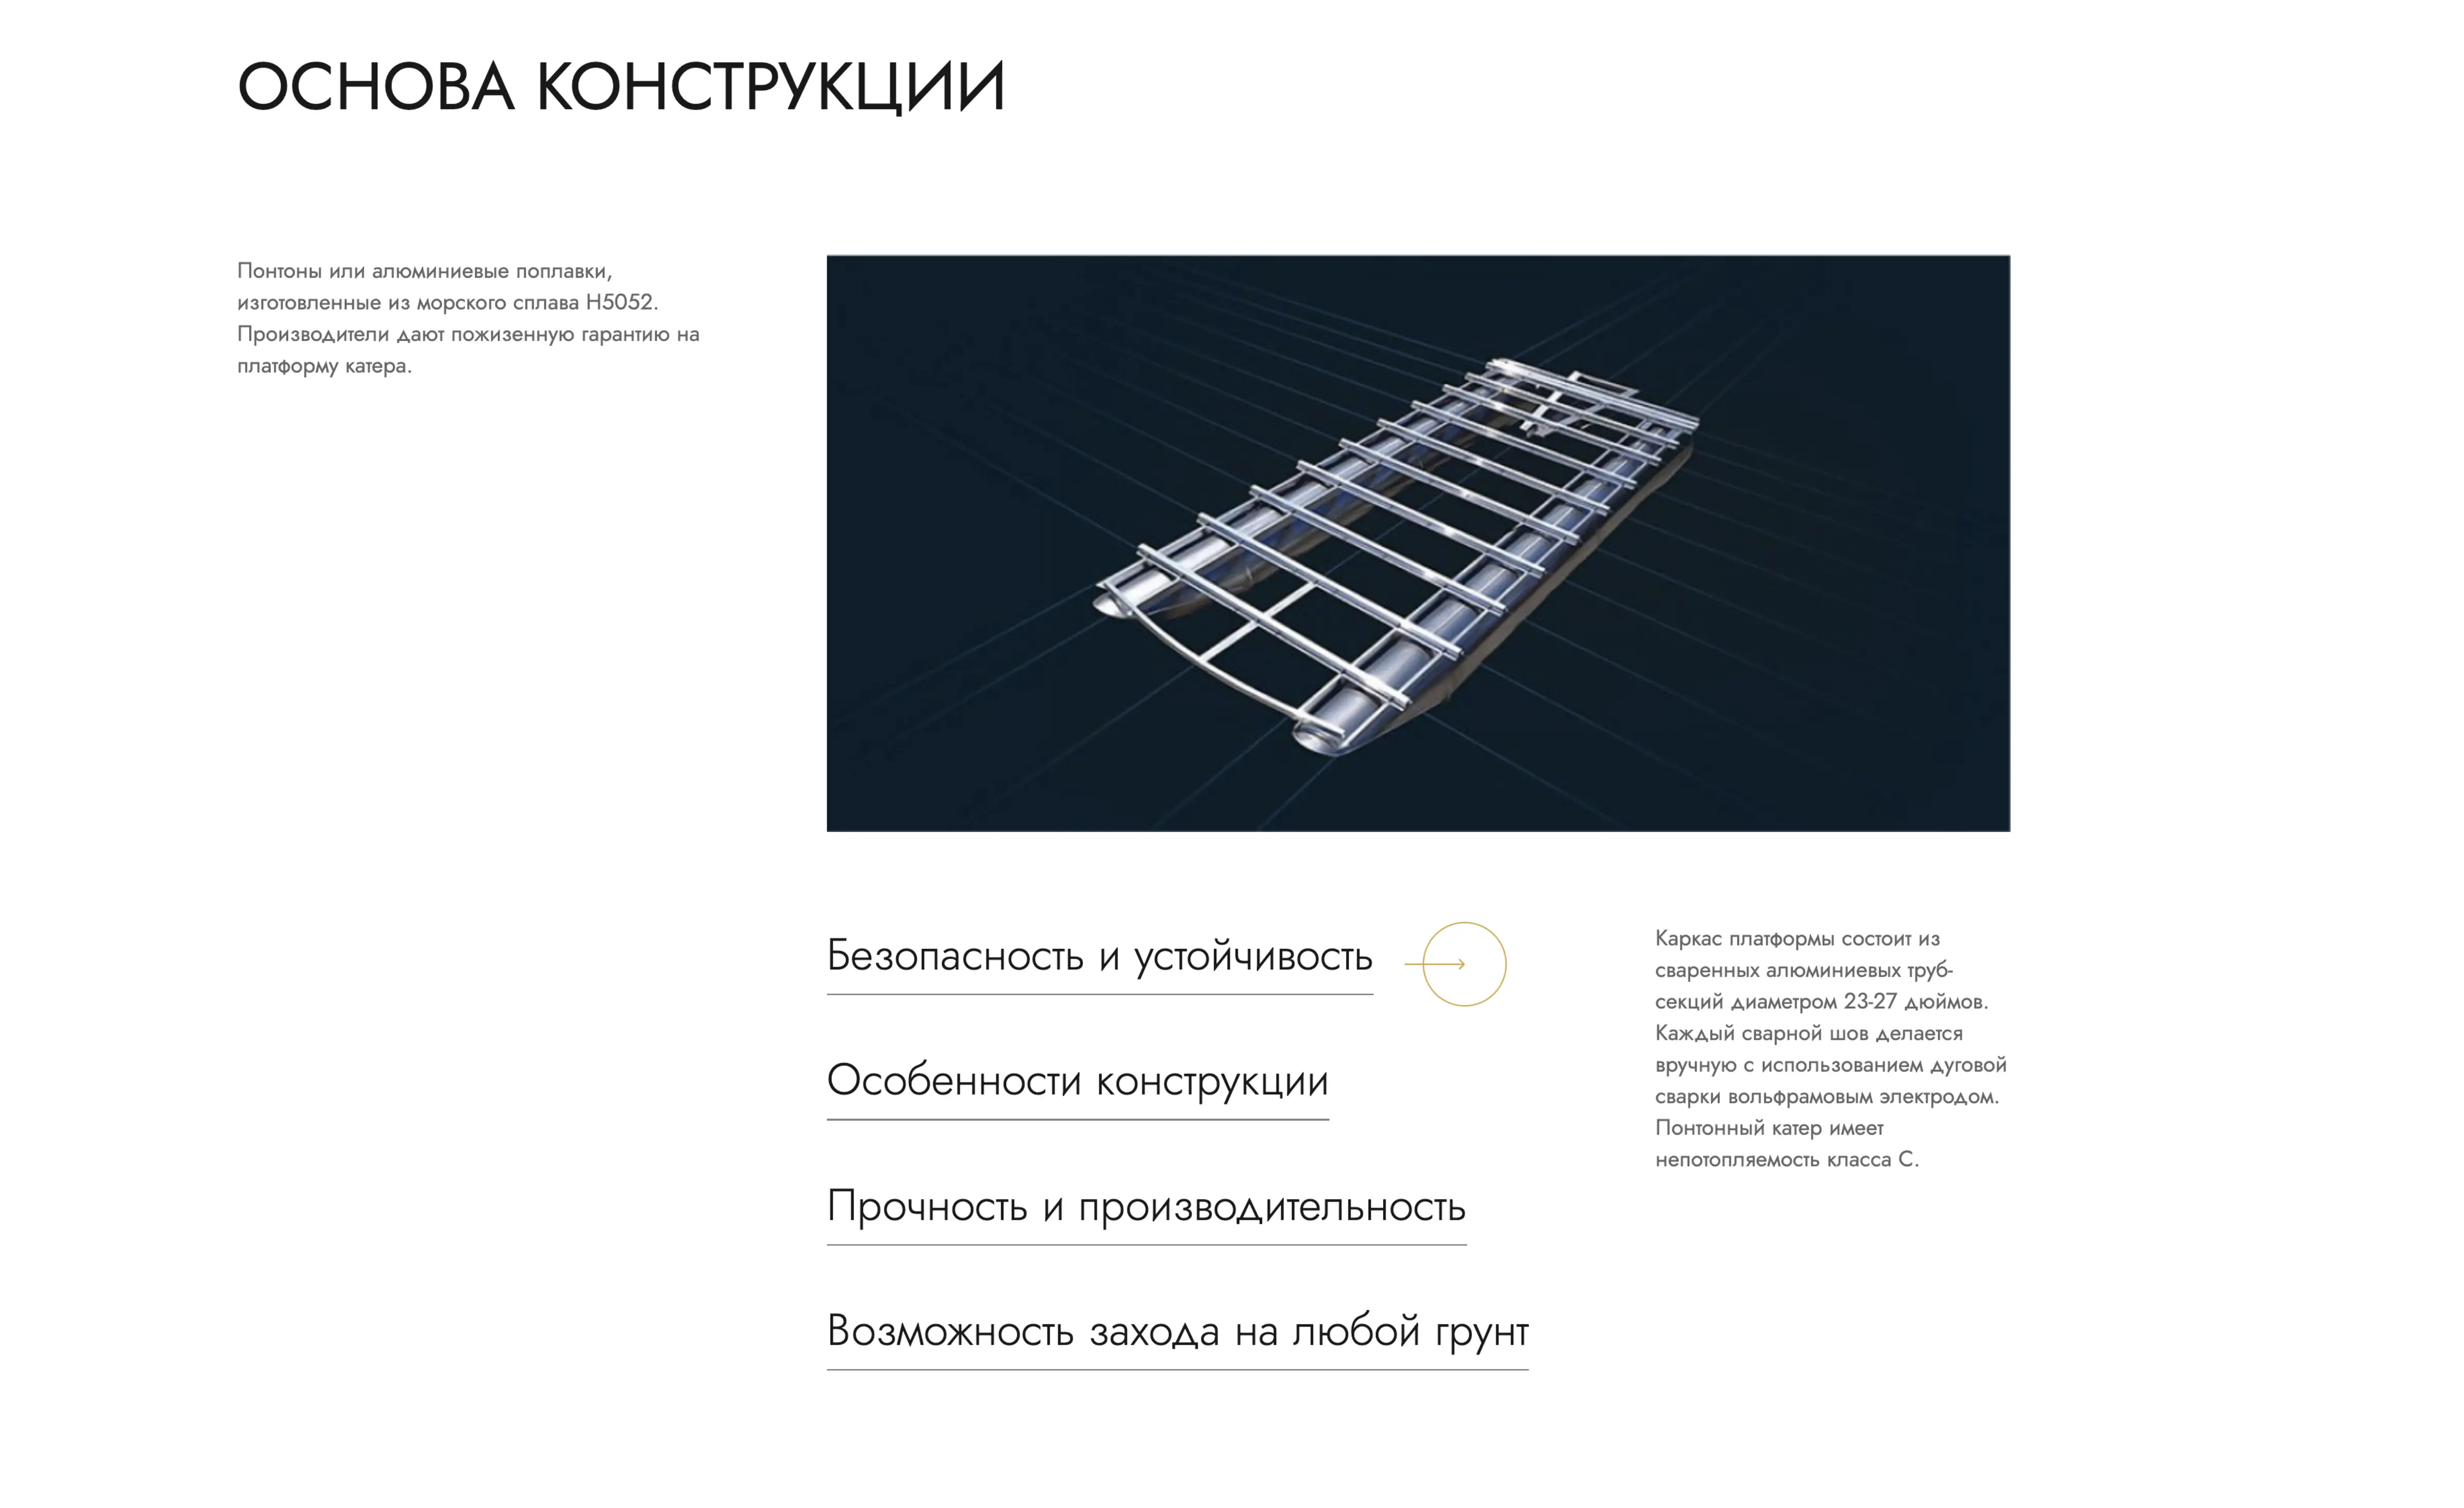 ОСНОВА КОНСТРУКЦИИ
Понтоны или алюминиевые поплавки,
изготовленные из морского сплава H5052.
Производители дают пожизенную гарантию на
платформу катера.
Безопасность и устойчивость
Особенности конструкции
Прочность и производительность
Возможность захода на любой грунт
Каркас платформы состоит из
сваренных алюминиевых труб-
секций диаметром 23-27 дюймов.
Каждый сварной шов делается
вручную с использованием дуговой
сварки вольфрамовым электродом.
Понтонный катер имеет
непотопляемость класса С.